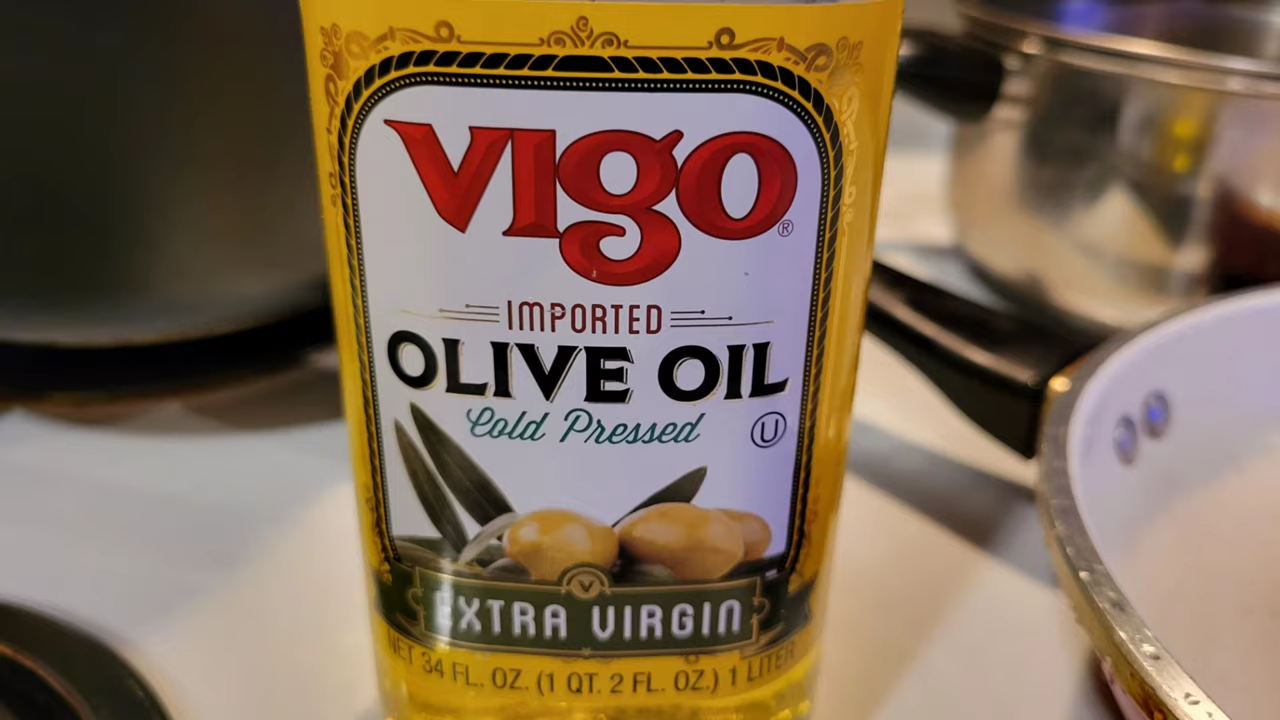 VIGO®
IMPORTED
OLIVE OIL
Cold Pressed
U
V
EXTRA VIRGIN
NET 34 FL. OZ. (1 QT. 2 FL. OZ.) 1 LITER